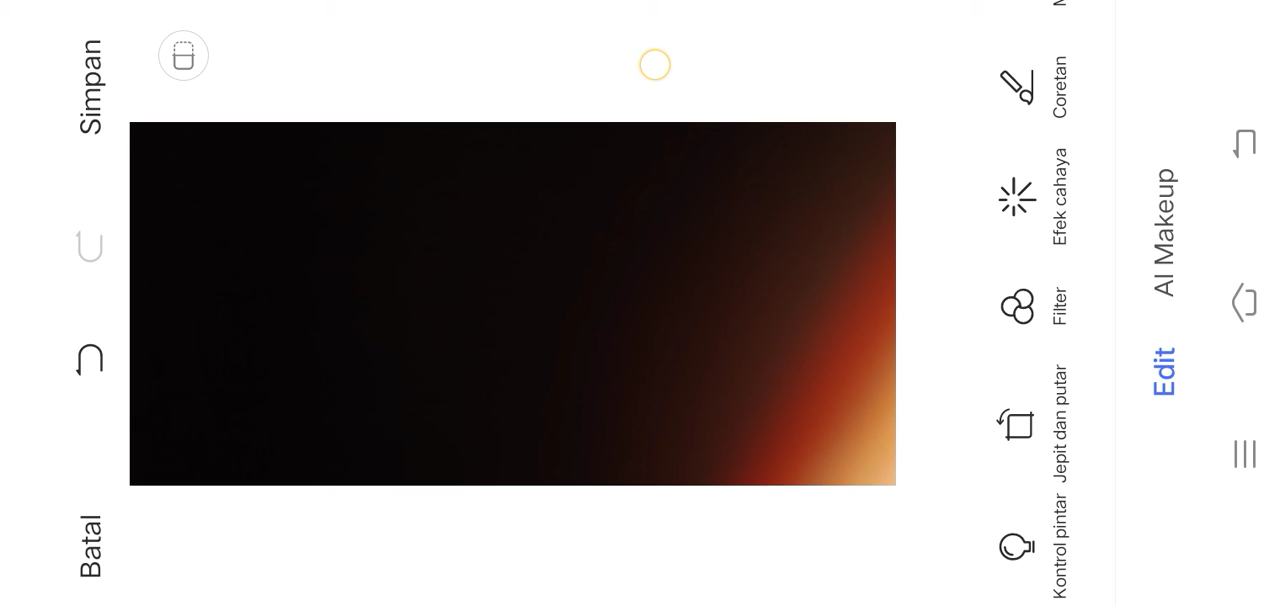 Batal
Simpan
Kontrol pintar
Jepit dan putar
Filter
Efek cahaya
Coretan
Edit
AI Makeup